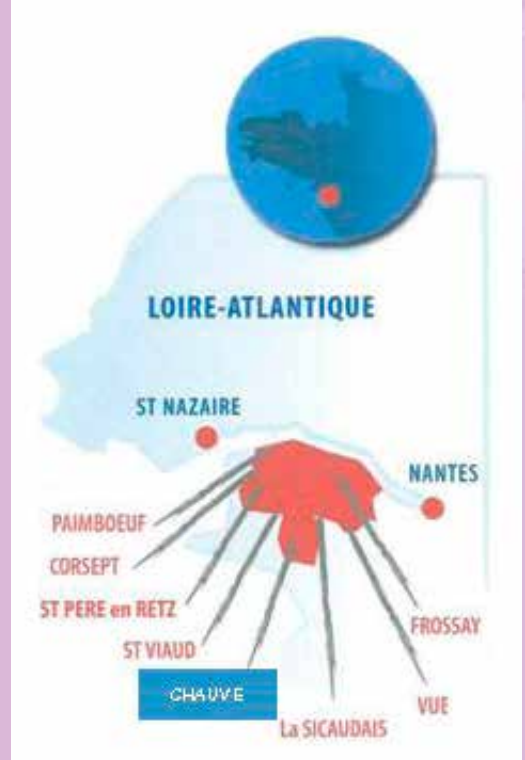 LOIRE-ATLANTIQUE
ST NAZAIRE
NANTES
PAIMBOEUF
CORSEPT
ST PERE en RETZ
ST VIAUD
CHAUVE
La SICAUDAIS
VUE
FROSSAY